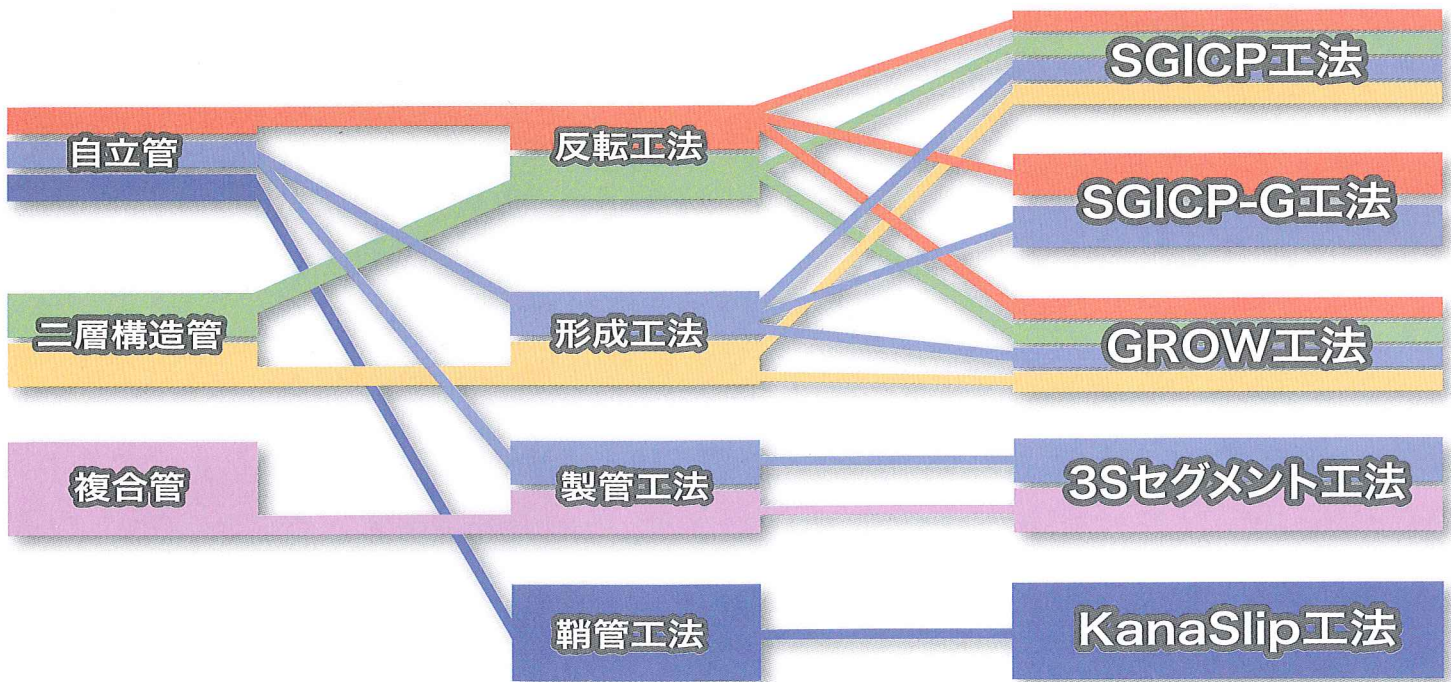 自立管
二層構造管
複合管
反転工法
形成工法
製管工法
鞘管工法
SGICP工法
SGICP-G工法
GROW工法
3Sセグメント工法
KanaSlip工法